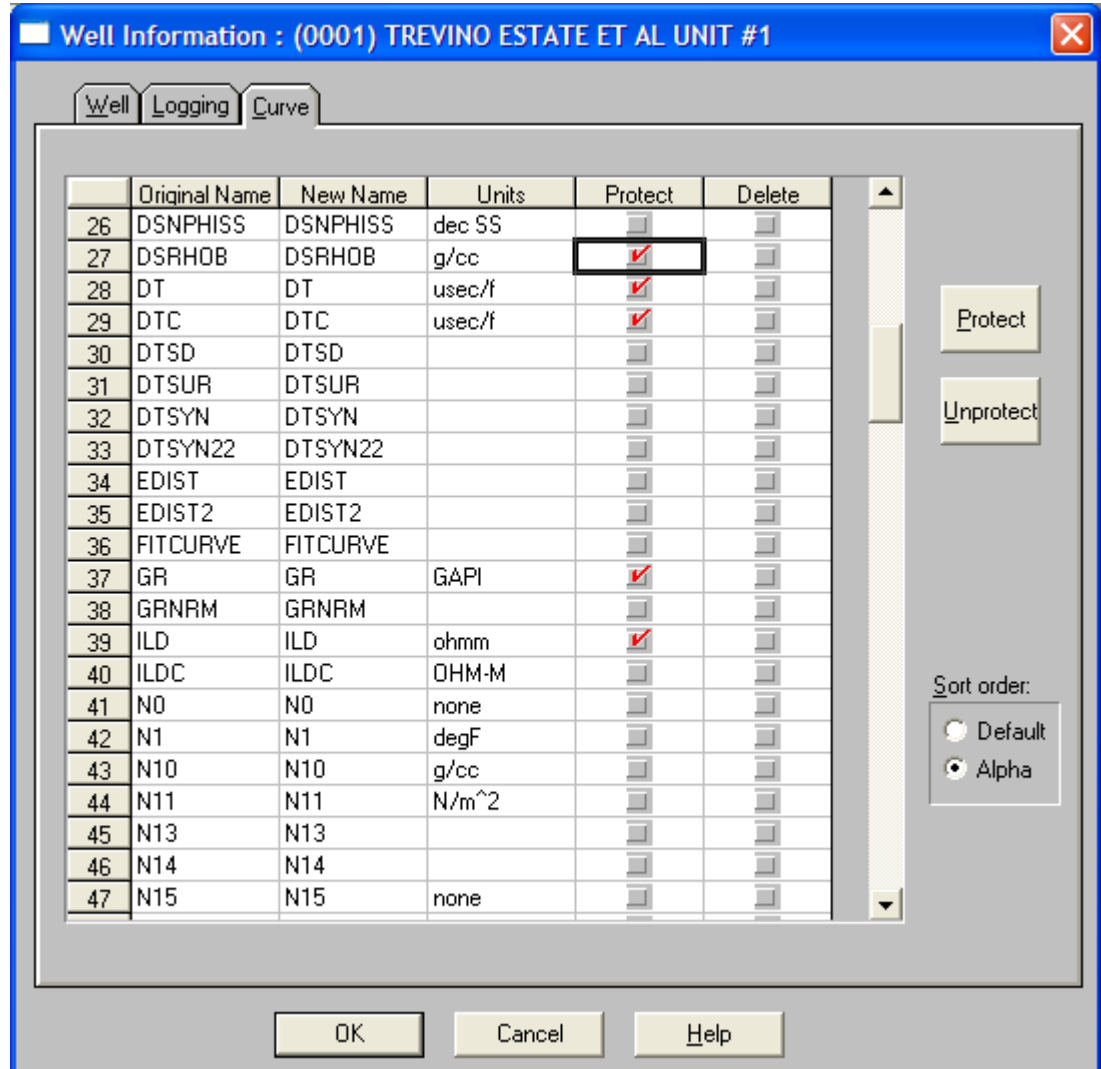 Well Information : (0001) TREVINO ESTATE ET AL UNIT #1
Well Logging Curve
Original Name New Name Units Protect Delete
26 DSNPHISS DSNPHISS dec SS
27 DSRHOB DSRHOB g/cc
28 DT DT usec/f
29 DTC DTC usec/f
30 DTSD DTSD
31 DTSUR DTSUR
32 DTSYN DTSYN
33 DTSYN22 DTSYN22
34 EDIST EDIST
35 EDIST2 EDIST2
36 FITCURVE FITCURVE
37 GR GR GAPI
38 GRNRM GRNRM
39 ILD ILD ohmm
40 ILDC ILDC OHM-M
41 N0 N0 none
42 N1 N1 degF
43 N10 N10 g/cc
44 N11 N11 N/m^2
45 N13 N13
46 N14 N14
47 N15 N15 none
Protect
Unprotect
Sort order:
Default
Alpha
OK Cancel Help